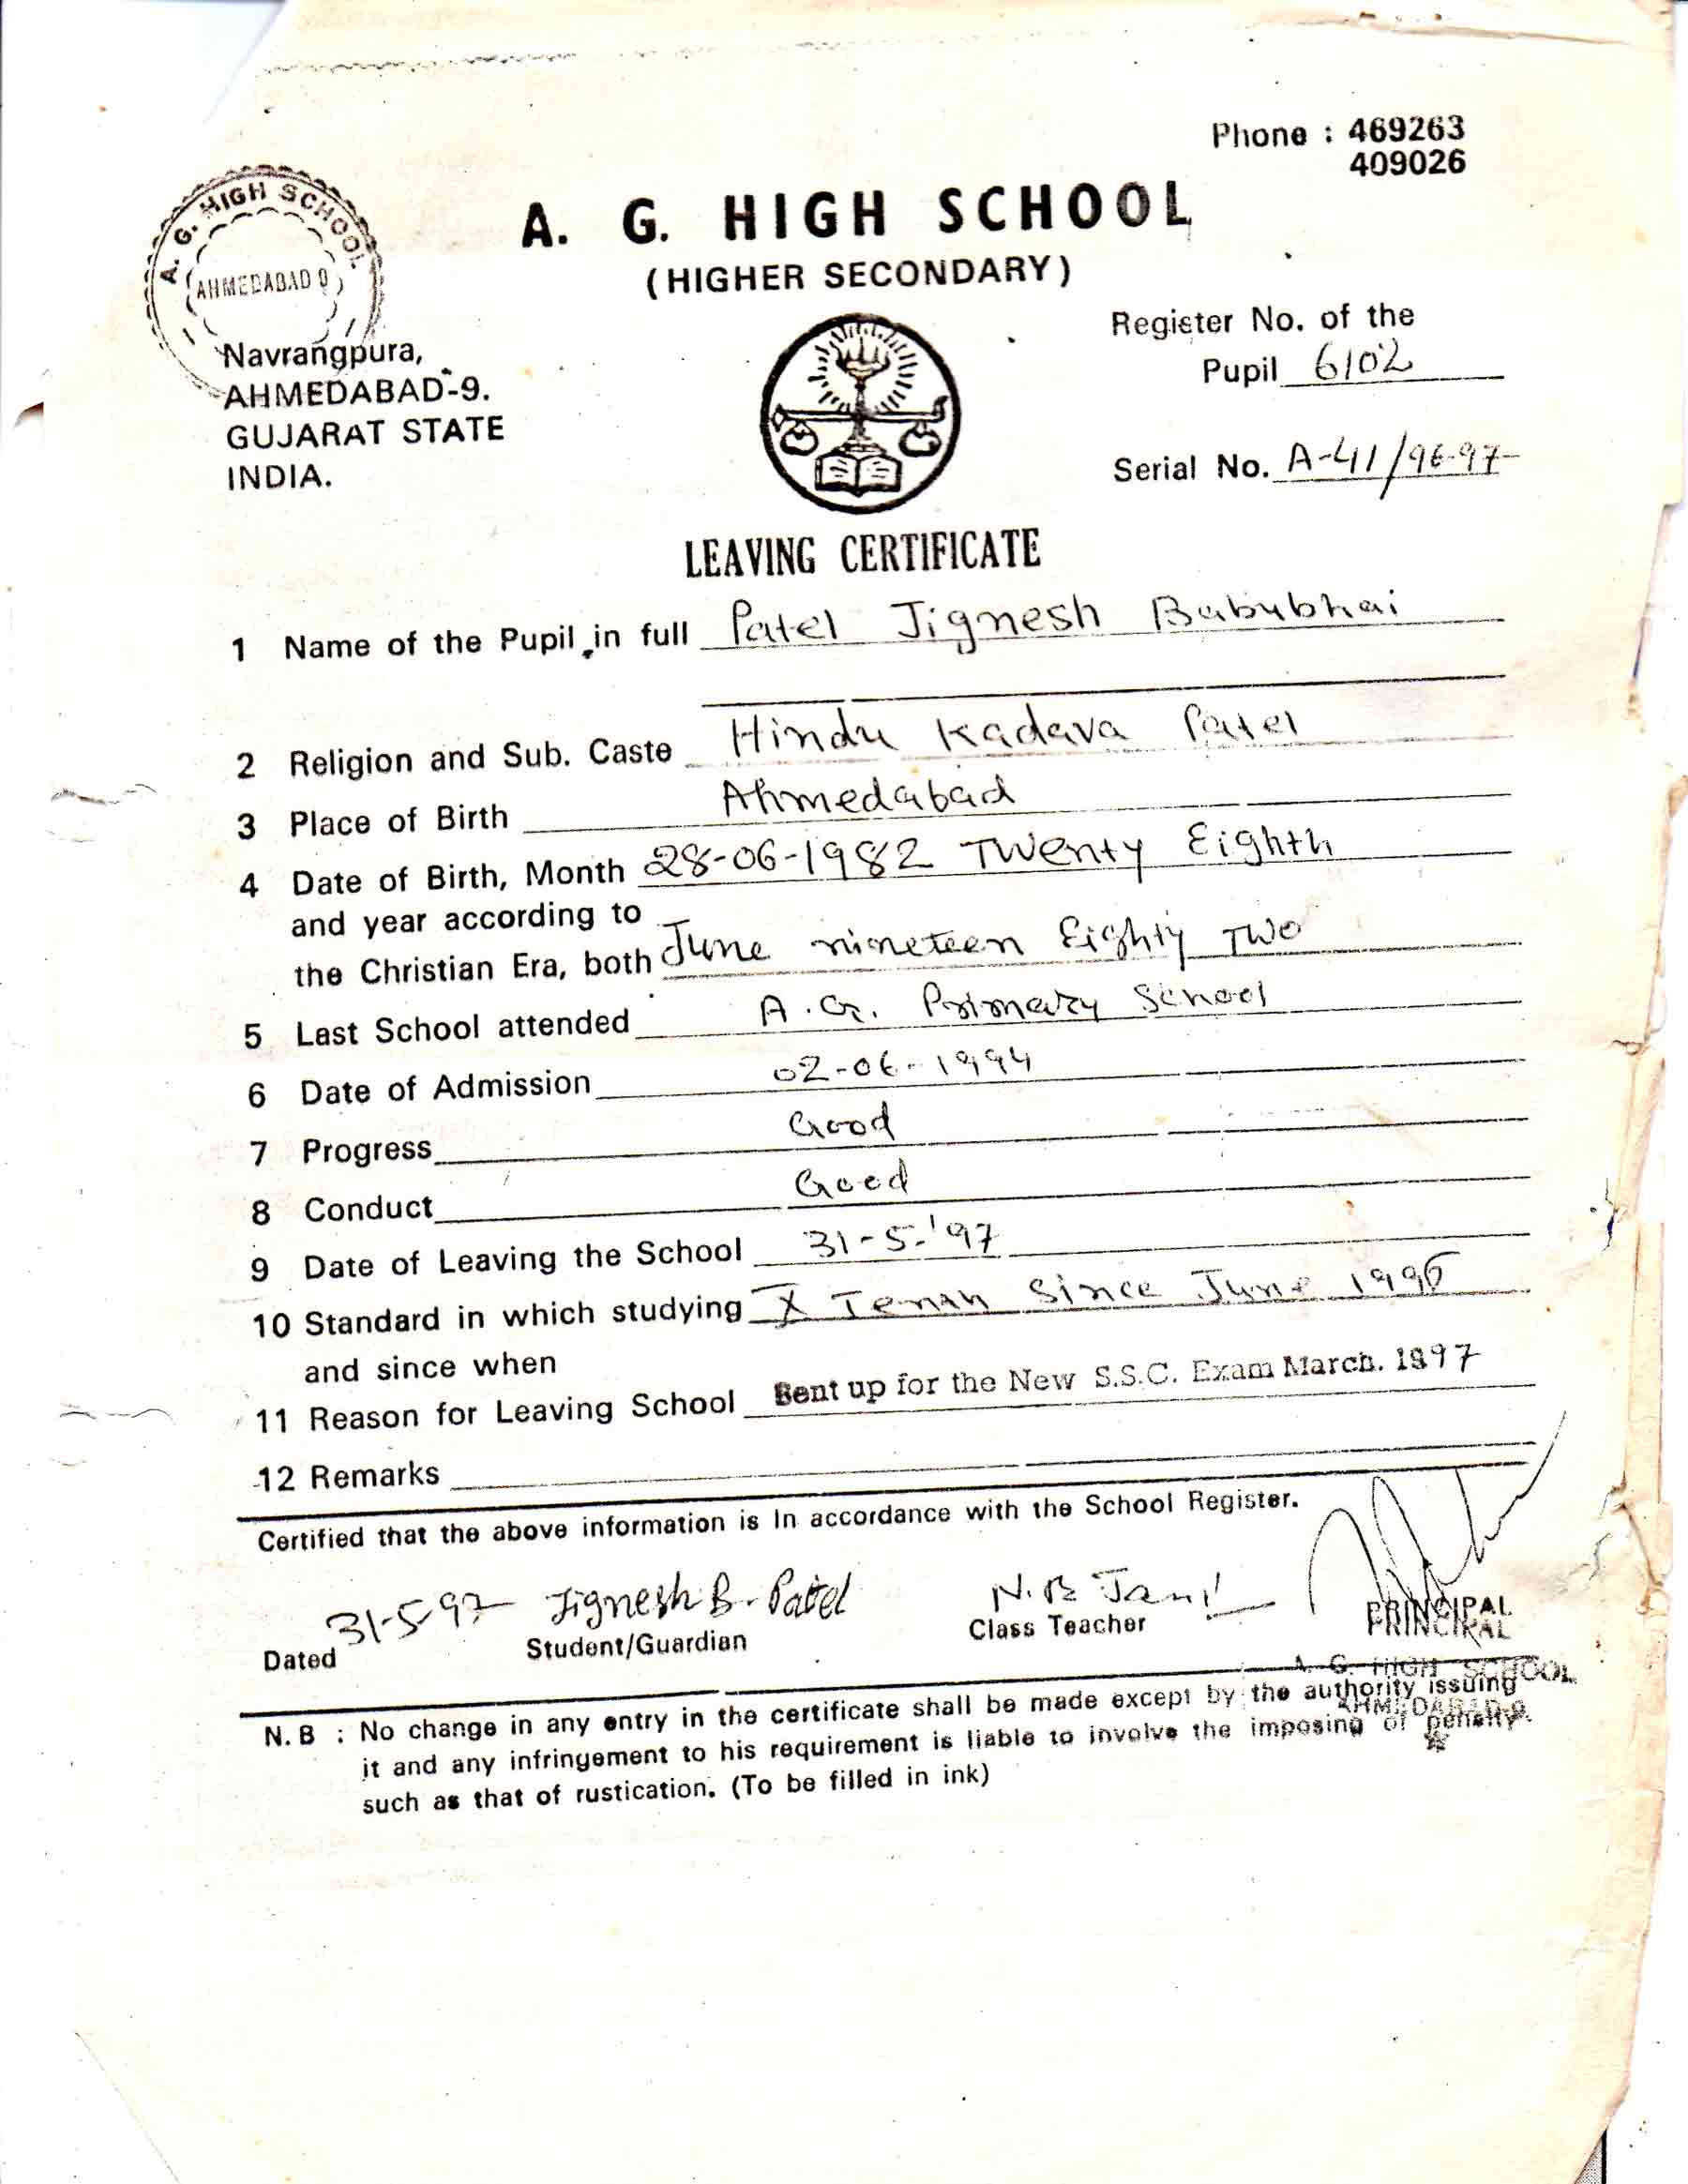 Phone : 469263
409026
A. G. HIGH SCHOOL
AHMEDABAD 9
A. G. HIGH SCHOOL
(HIGHER SECONDARY)
Navrangpura,
AHMEDABAD-9.
GUJARAT STATE
INDIA.
Register No. of the
Pupil 6102
Serial No. A-41/96-97
LEAVING CERTIFICATE
1 Name of the Pupil in full Patel Jignesh Babubhai
2 Religion and Sub. Caste Hindu Kadava Patel
3 Place of Birth Ahmedabad
4 Date of Birth, Month 28-06-1982 Twenty Eighth
and year according to
the Christian Era, both June nineteen Eighty Two
5 Last School attended A.G. Primary School
6 Date of Admission 02-06-1994
7 Progress Good
8 Conduct Good
9 Date of Leaving the School 31-5-'97
10 Standard in which studying X Tenth Since June 1996
and since when
11 Reason for Leaving School Sent up for the New S.S.C. Exam March. 1997
12 Remarks
Certified that the above information is In accordance with the School Register.
Dated 31-5-97 Jignesh B. Patel N.B Jani
Student/Guardian Class Teacher PRINCIPAL
PRINCIPAL
A. G. HIGH SCHOOL
AHMEDABAD-9.
N. B : No change in any entry in the certificate shall be made except by the authority issuing
it and any infringement to his requirement is liable to involve the imposing of penalty
such as that of rustication. (To be filled in ink)